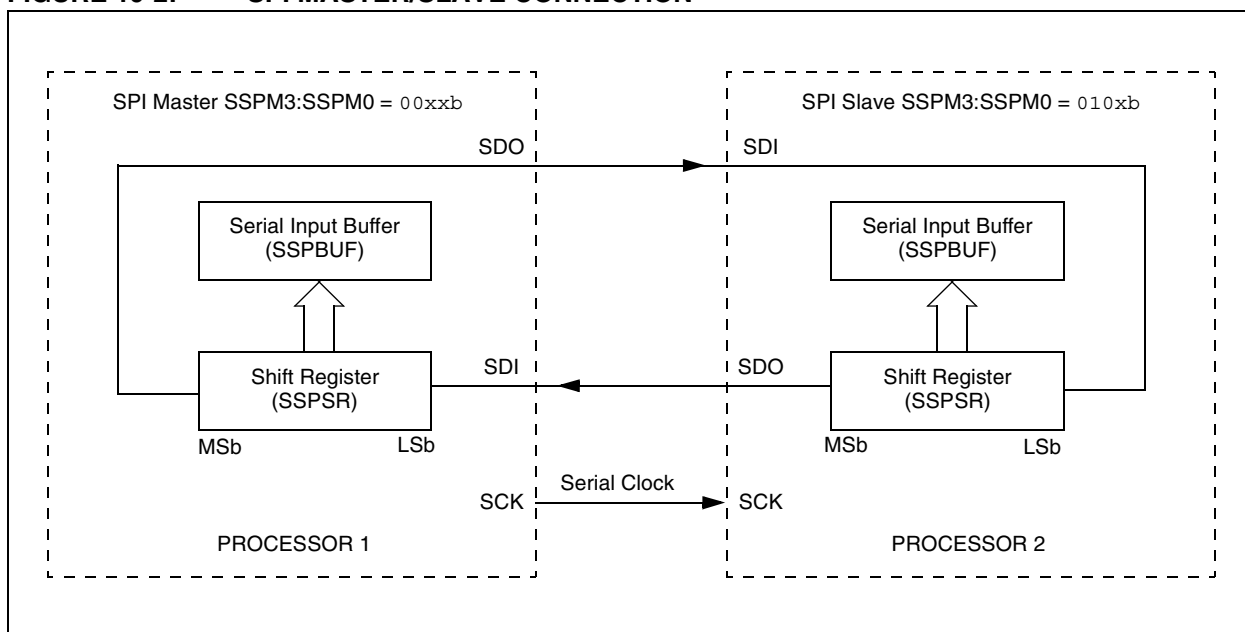 SPI Master SSPM3:SSPM0 = 00xxb
SPI Slave SSPM3:SSPM0 = 010xb
SDO
SDI
Serial Input Buffer
(SSPBUF)
Serial Input Buffer
(SSPBUF)
SDI
SDO
Shift Register
(SSPSR)
Shift Register
(SSPSR)
MSb
LSb
MSb
LSb
Serial Clock
SCK
SCK
PROCESSOR 1
PROCESSOR 2